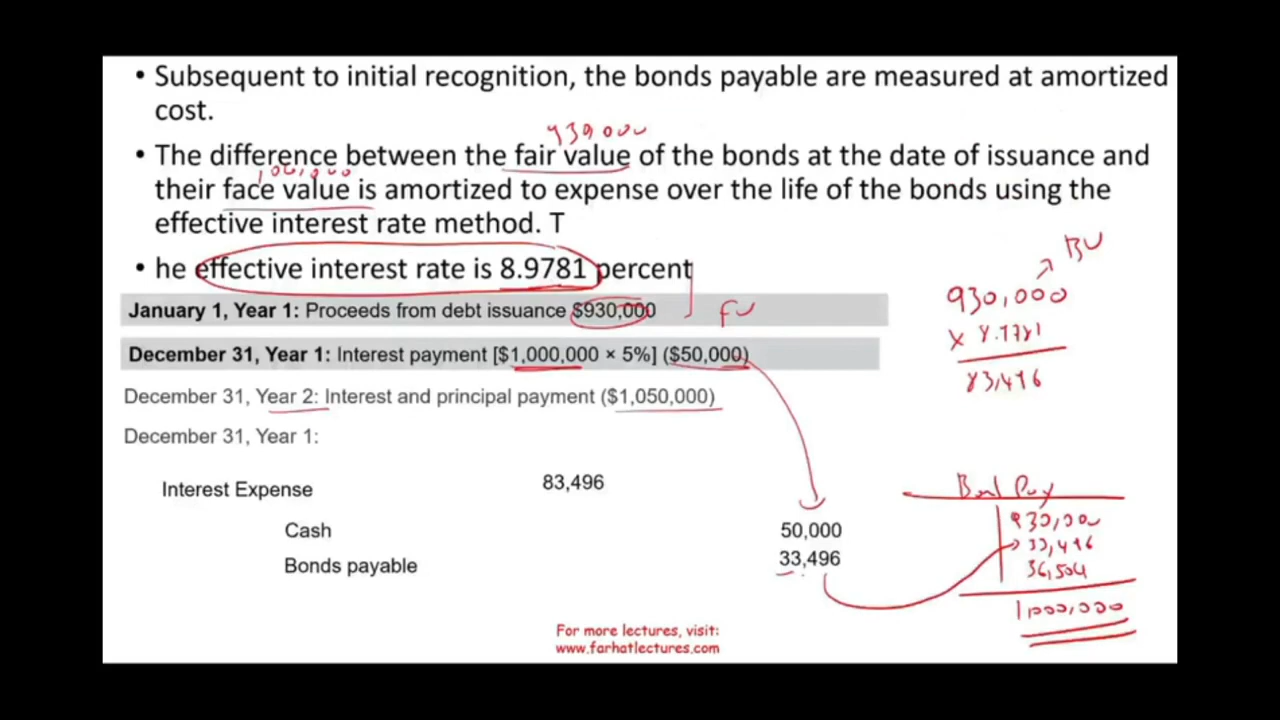 • Subsequent to initial recognition, the bonds payable are measured at amortized
cost.
930000
• The difference between the fair value of the bonds at the date of issuance and
1,000,000
their face value is amortized to expense over the life of the bonds using the
effective interest rate method. T
• he effective interest rate is 8.9781 percent
January 1, Year 1: Proceeds from debt issuance $930,000
FV
December 31, Year 1: Interest payment [$1,000,000 × 5%] ($50,000)
December 31, Year 2: Interest and principal payment ($1,050,000)
December 31, Year 1:
Interest Expense 83,496
Cash 50,000
Bonds payable 33,496
BV
930,000
x 8.9781
83,496
Bond Pay
930,000
33,496
36,504
1,000,000
For more lectures, visit:
www.farhatlectures.com